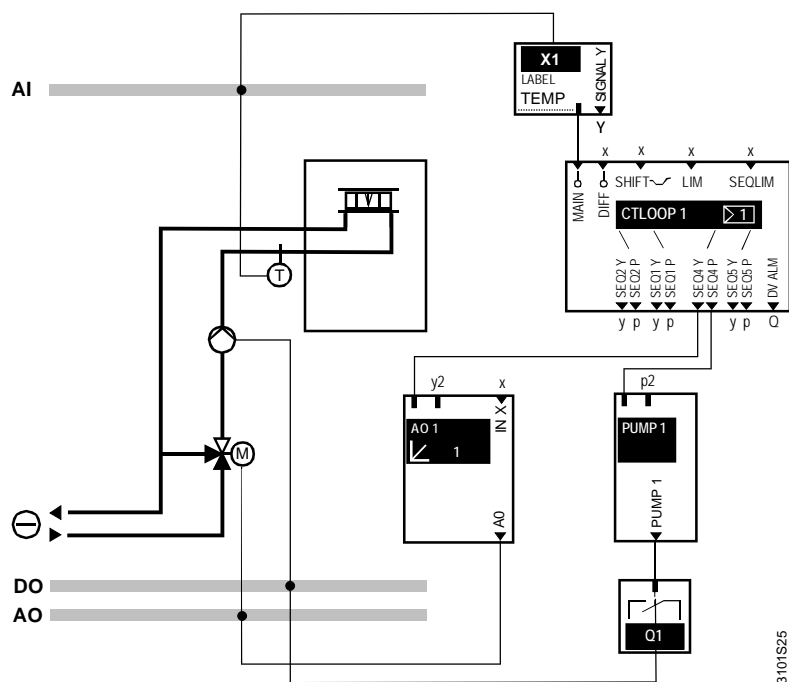 X1
LABEL
TEMP
SIGNAL Y
Y
AI
x x x x
MAIN
DIFF
SHIFT
LIM
SEQLIM
CTLOOP 1
1
SEQ2 Y
SEQ2 P
SEQ1 Y
SEQ1 P
SEQ4 Y
SEQ4 P
SEQ5 Y
SEQ5 P
DV ALM
y p y p y p Q
T
y2
x
AO 1
1
IN X
AO
p2
PUMP 1
PUMP 1
M
DO
AO
Q1
3101S25